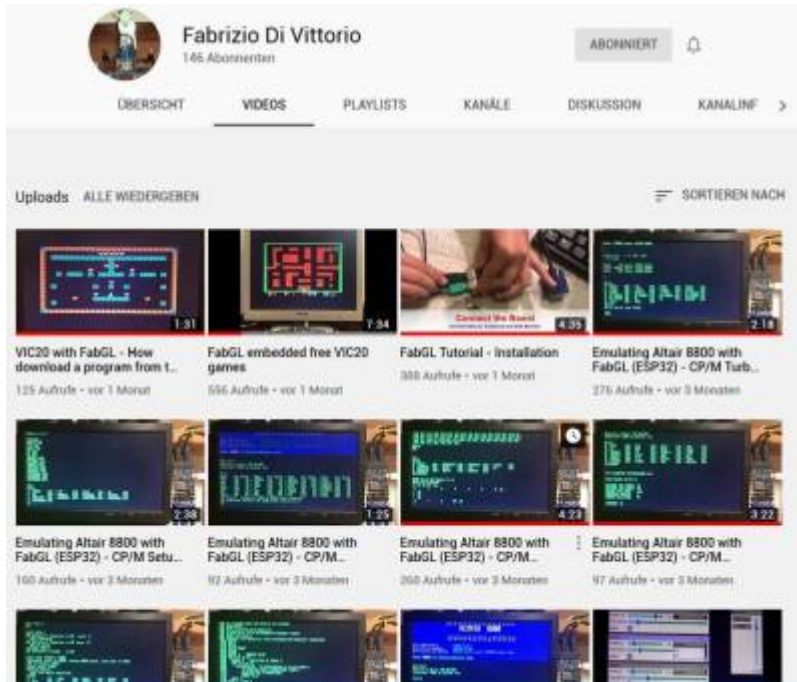 Fabrizio Di Vittorio
146 Abonnenten
ABONNIERT
ÜBERSICHT VIDEOS PLAYLISTS KANÄLE DISKUSSION KANALINF
Uploads ALLE WIEDERGEBEN SORTIEREN NACH
1:31 7:34 Connect the Board 4:35 2:18
VIC20 with FabGL - How download a program from t...
125 Aufrufe • vor 1 Monat
FabGL embedded free VIC20 games
556 Aufrufe • vor 1 Monat
FabGL Tutorial - Installation
388 Aufrufe • vor 1 Monat
Emulating Altair 8800 with FabGL (ESP32) - CP/M Turb...
276 Aufrufe • vor 3 Monaten
2:38 1:25 4:23 3:22
Emulating Altair 8800 with FabGL (ESP32) - CP/M Setu...
160 Aufrufe • vor 3 Monaten
Emulating Altair 8800 with FabGL (ESP32) - CP/M...
92 Aufrufe • vor 3 Monaten
Emulating Altair 8800 with FabGL (ESP32) - CP/M...
260 Aufrufe • vor 3 Monaten
Emulating Altair 8800 with FabGL (ESP32) - CP/M...
97 Aufrufe • vor 3 Monaten